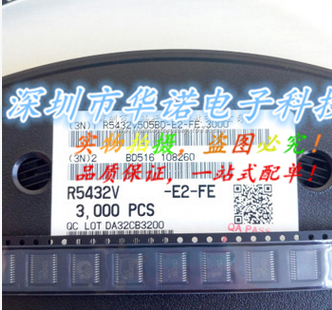 深圳市华诺电子科技
(3N)1 R5432V505BD-E2-FE.3000
实物拍摄，盗图必究！
(3N)2 BD516 108260
品质保证，一站式配单！
R5432V -E2-FE
3,000 PCS
QC LOT DA32CB3200
QA PASS